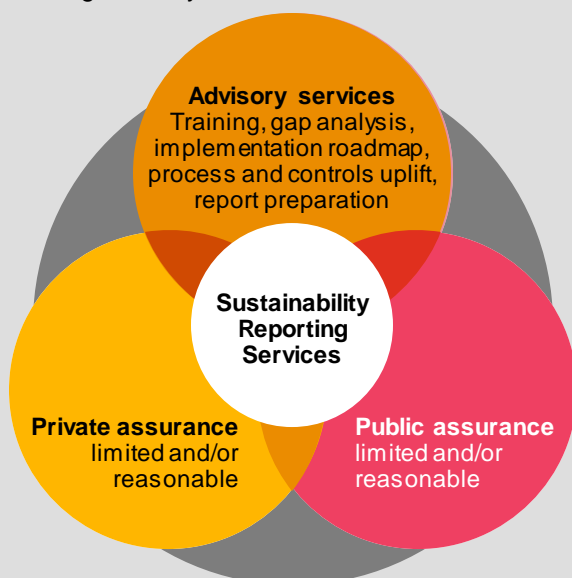 Advisory services
Training, gap analysis,
implementation roadmap,
process and controls uplift,
report preparation
Sustainability
Reporting
Services
Private assurance
limited and/or
reasonable
Public assurance
limited and/or
reasonable